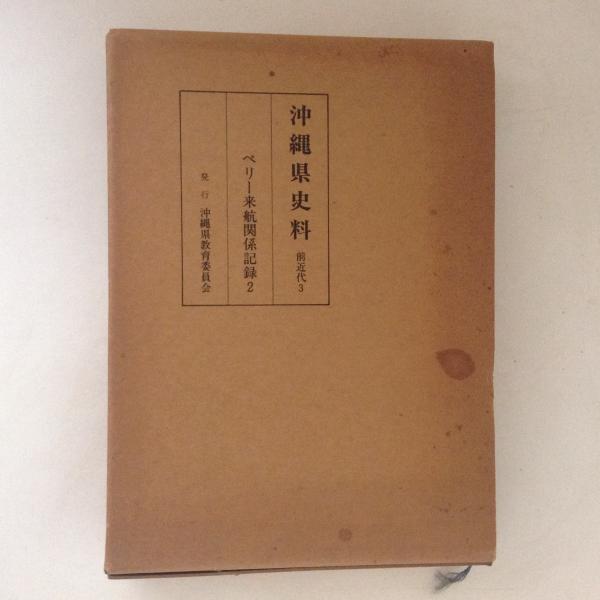 沖縄県史料 前近代3
ペリー来航関係記録2
発行 沖縄県教育委員会